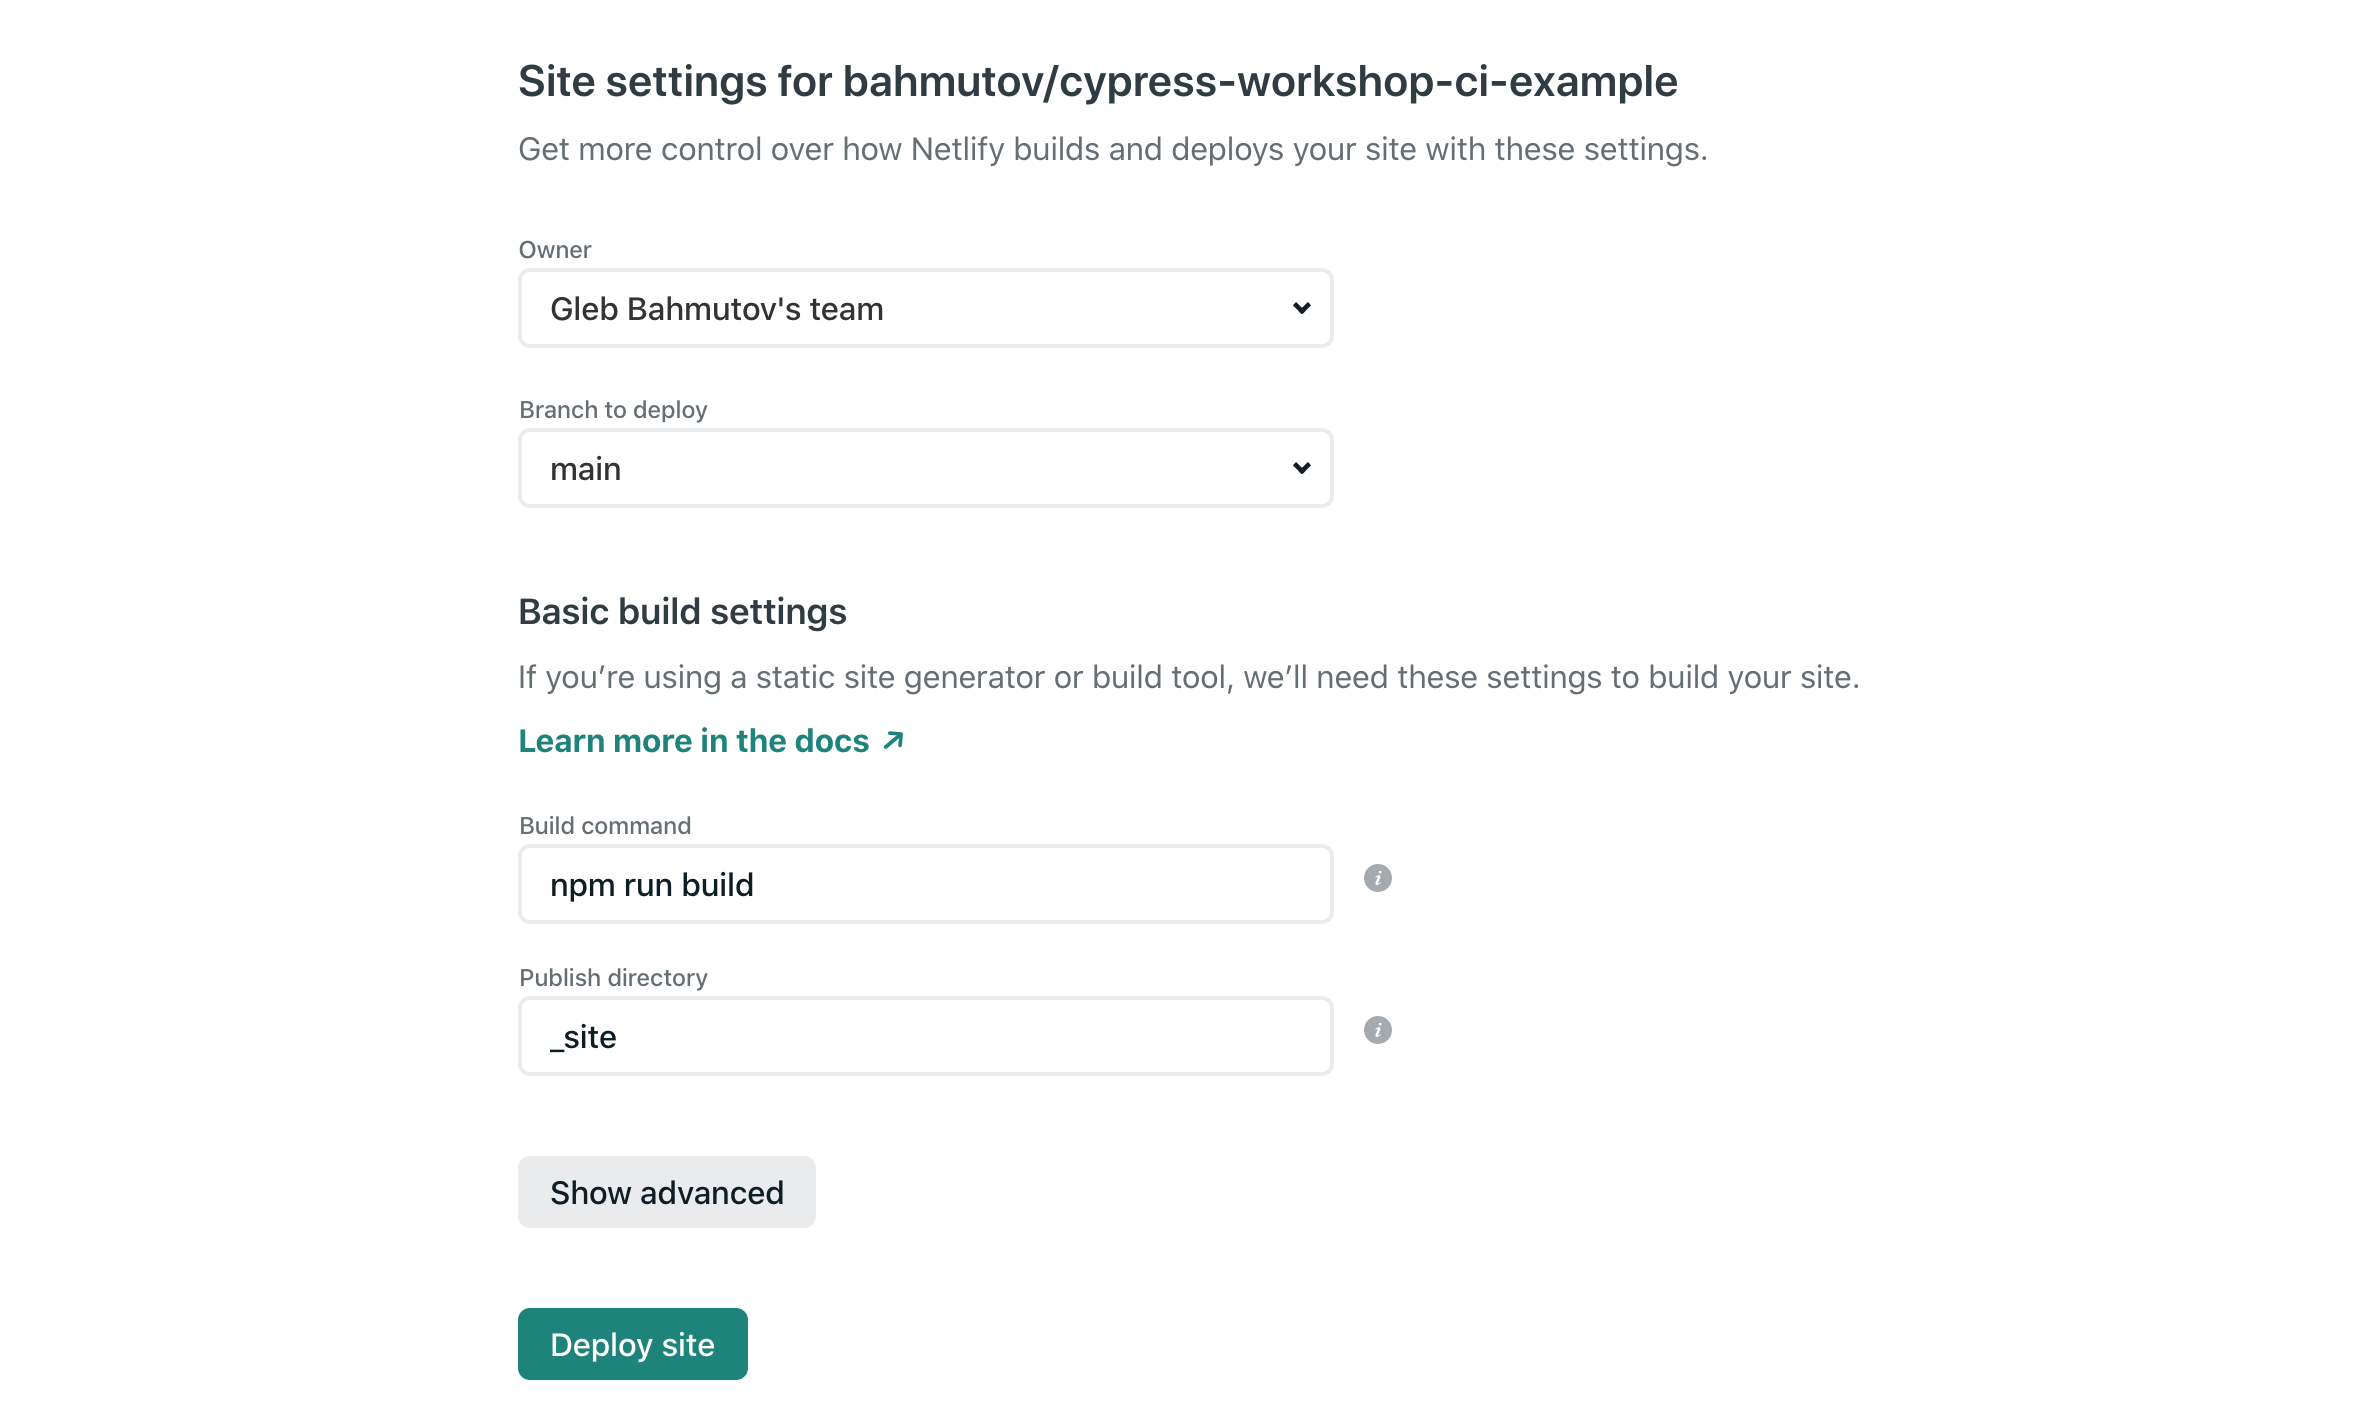 Site settings for bahmutov/cypress-workshop-ci-example
Get more control over how Netlify builds and deploys your site with these settings.
Owner
Gleb Bahmutov's team
Branch to deploy
main
Basic build settings
If you’re using a static site generator or build tool, we’ll need these settings to build your site.
Learn more in the docs ↗
Build command
npm run build
Publish directory
_site
Show advanced
Deploy site